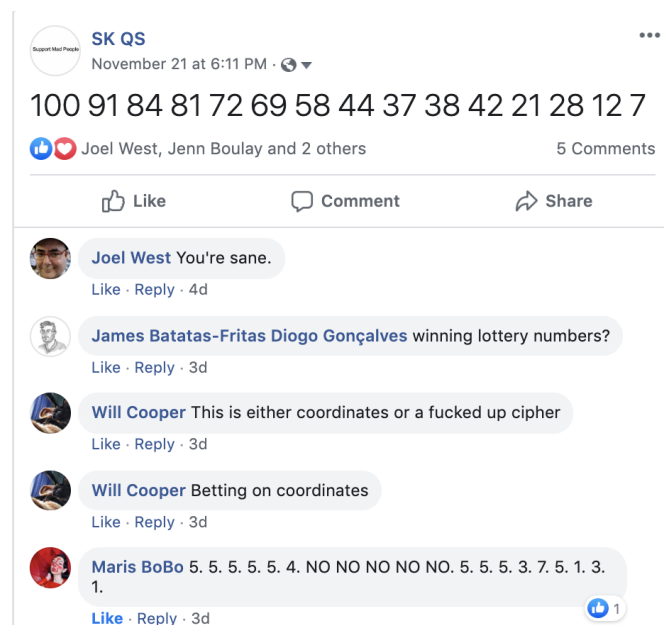 Support Mad People
SK QS
•••
November 21 at 6:11 PM ·
100 91 84 81 72 69 58 44 37 38 42 21 28 12 7
Joel West, Jenn Boulay and 2 others 5 Comments
Like Comment Share
Joel West You're sane.
Like · Reply · 4d
James Batatas-Fritas Diogo Gonçalves winning lottery numbers?
Like · Reply · 3d
Will Cooper This is either coordinates or a fucked up cipher
Like · Reply · 3d
Will Cooper Betting on coordinates
Like · Reply · 3d
Maris BoBo 5. 5. 5. 5. 5. 4. NO NO NO NO NO. 5. 5. 5. 3. 7. 5. 1. 3.
1.
1
Like · Reply · 3d